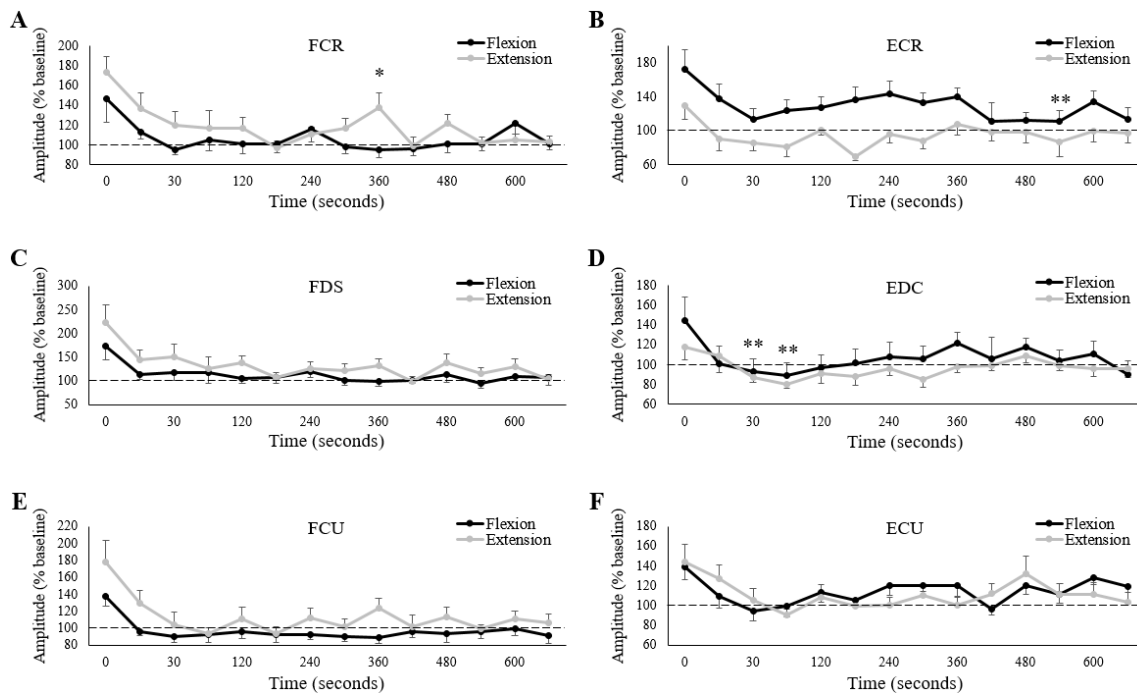 A
FCR
Flexion
Extension
*
Amplitude (% baseline)
200
180
160
140
120
100
80
0 30 120 240 360 480 600
Time (seconds)
B
ECR
Flexion
Extension
**
Amplitude (% baseline)
180
140
100
60
0 30 120 240 360 480 600
Time (seconds)
C
FDS
Flexion
Extension
Amplitude (% baseline)
300
250
200
150
100
50
0 30 120 240 360 480 600
Time (seconds)
D
EDC
Flexion
Extension
** **
Amplitude (% baseline)
180
160
140
120
100
80
60
0 30 120 240 360 480 600
Time (seconds)
E
FCU
Flexion
Extension
Amplitude (% baseline)
220
200
180
160
140
120
100
80
0 30 120 240 360 480 600
Time (seconds)
F
ECU
Flexion
Extension
Amplitude (% baseline)
180
160
140
120
100
80
60
0 30 120 240 360 480 600
Time (seconds)